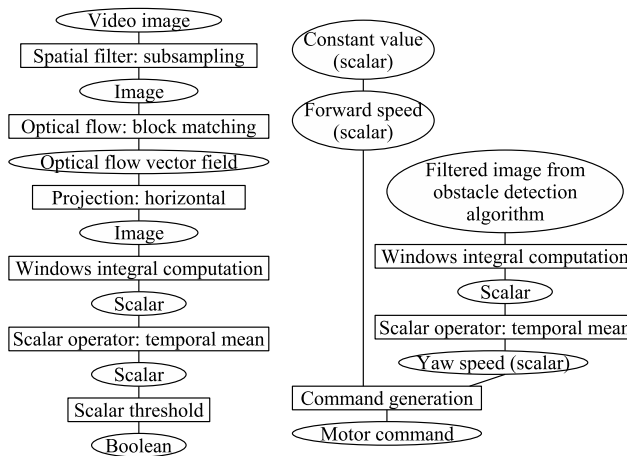 Video image
Spatial filter: subsampling
Image
Optical flow: block matching
Optical flow vector field
Projection: horizontal
Image
Windows integral computation
Scalar
Scalar operator: temporal mean
Scalar
Scalar threshold
Boolean
Constant value
(scalar)
Forward speed
(scalar)
Filtered image from
obstacle detection
algorithm
Windows integral computation
Scalar
Scalar operator: temporal mean
Yaw speed (scalar)
Command generation
Motor command